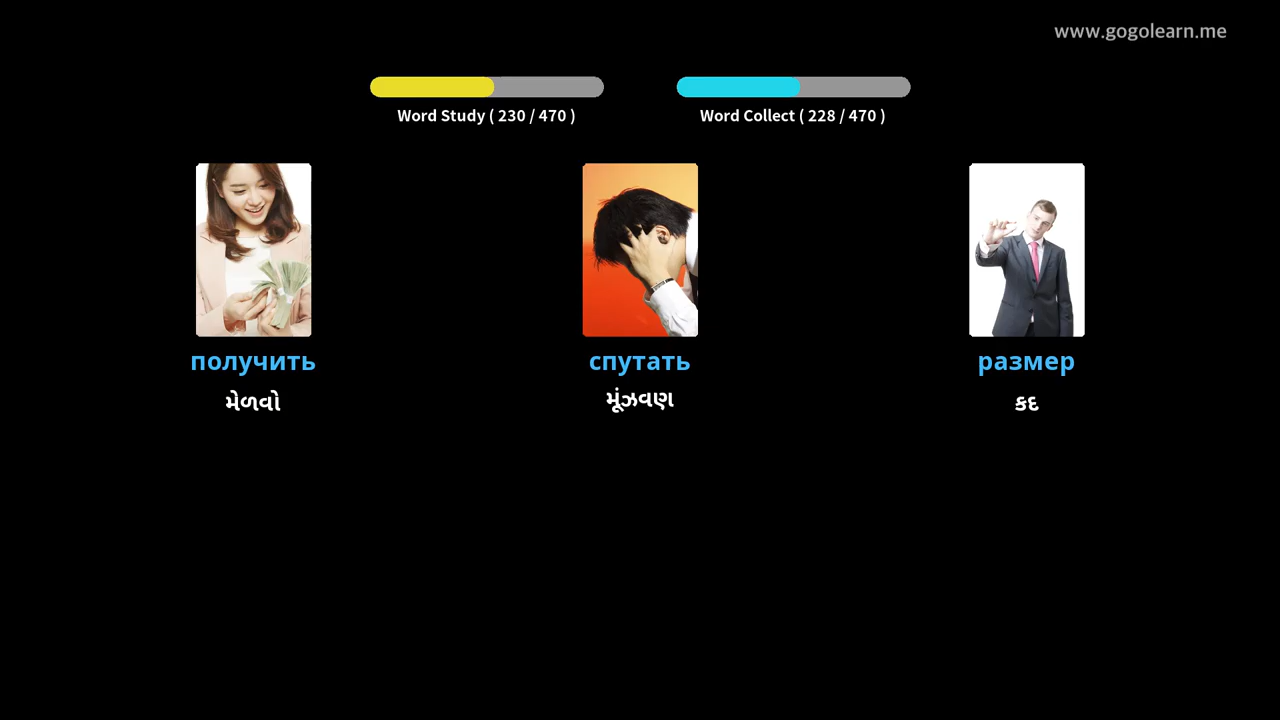 www.gogolearn.me
Word Study ( 230 / 470 )
Word Collect ( 228 / 470 )
получить
спутать
размер
મેળવો
મૂંઝવણ
કદ